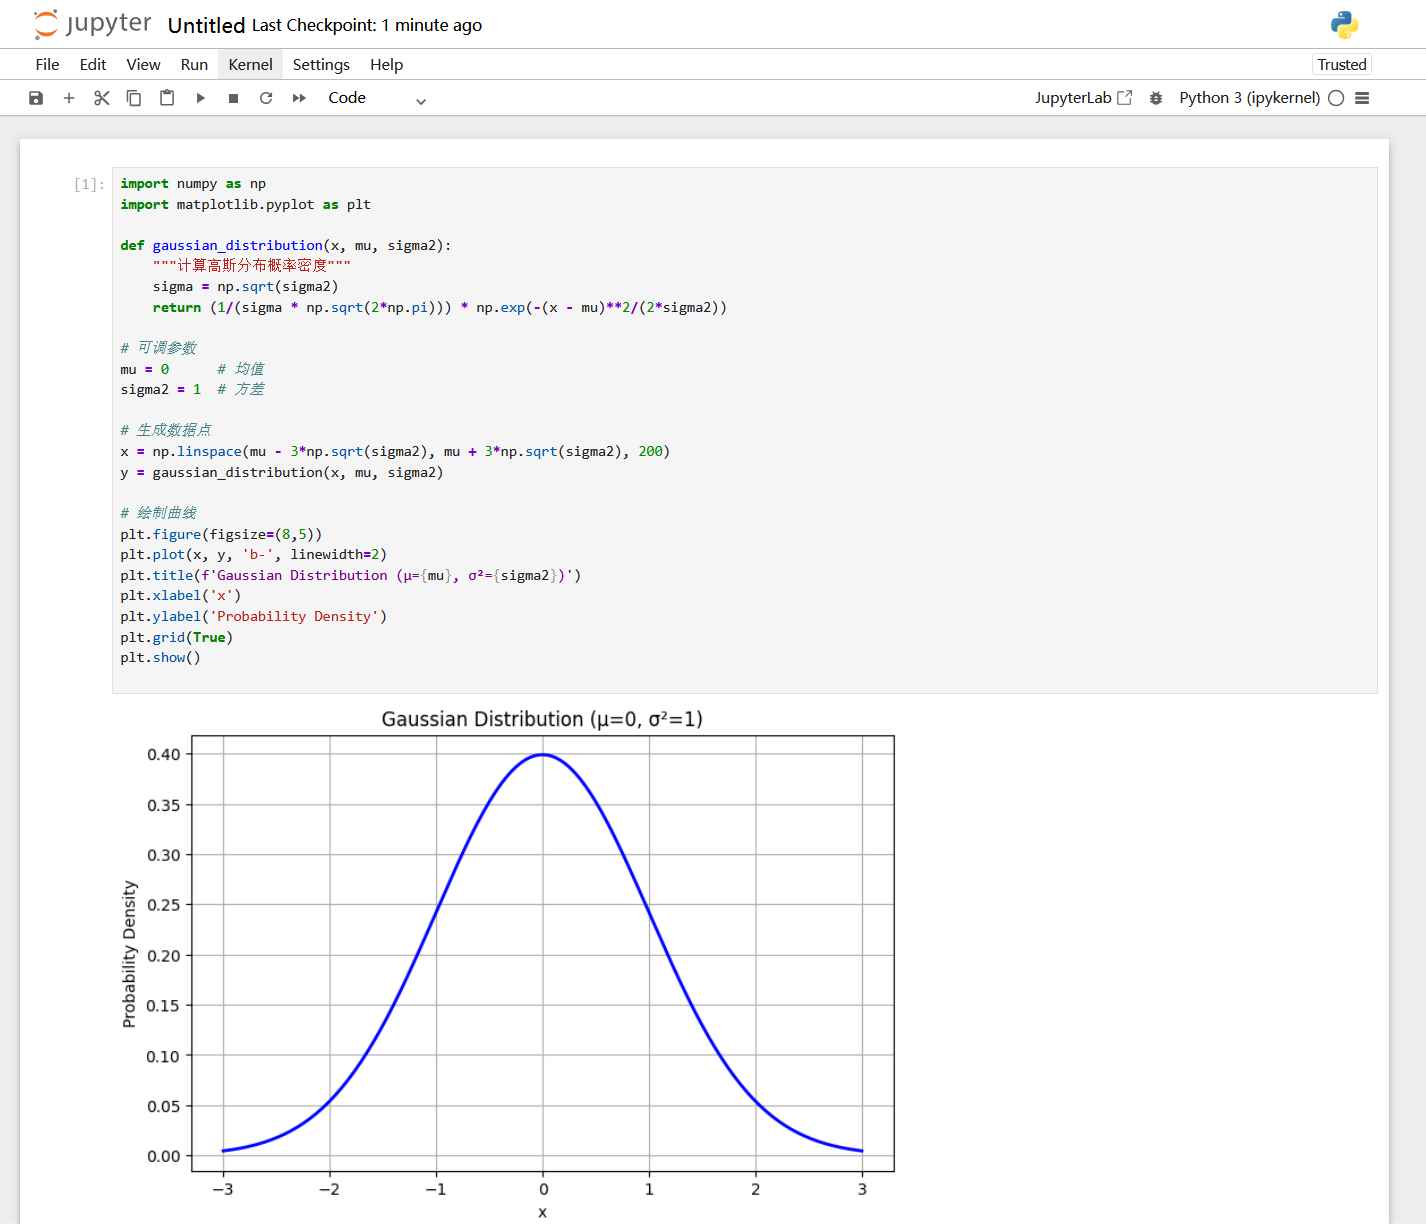 jupyter Untitled Last Checkpoint: 1 minute ago
File Edit View Run Kernel Settings Help Trusted
Code JupyterLab Python 3 (ipykernel)
[1]: import numpy as np
import matplotlib.pyplot as plt
def gaussian_distribution(x, mu, sigma2):
"""计算高斯分布概率密度"""
sigma = np.sqrt(sigma2)
return (1/(sigma * np.sqrt(2*np.pi))) * np.exp(-(x - mu)**2/(2*sigma2))
# 可调参数
mu = 0 # 均值
sigma2 = 1 # 方差
# 生成数据点
x = np.linspace(mu - 3*np.sqrt(sigma2), mu + 3*np.sqrt(sigma2), 200)
y = gaussian_distribution(x, mu, sigma2)
# 绘制曲线
plt.figure(figsize=(8,5))
plt.plot(x, y, 'b-', linewidth=2)
plt.title(f'Gaussian Distribution (μ={mu}, σ²={sigma2})')
plt.xlabel('x')
plt.ylabel('Probability Density')
plt.grid(True)
plt.show()
Gaussian Distribution (μ=0, σ²=1)
Probability Density
0.40
0.35
0.30
0.25
0.20
0.15
0.10
0.05
0.00
−3 −2 −1 0 1 2 3
x